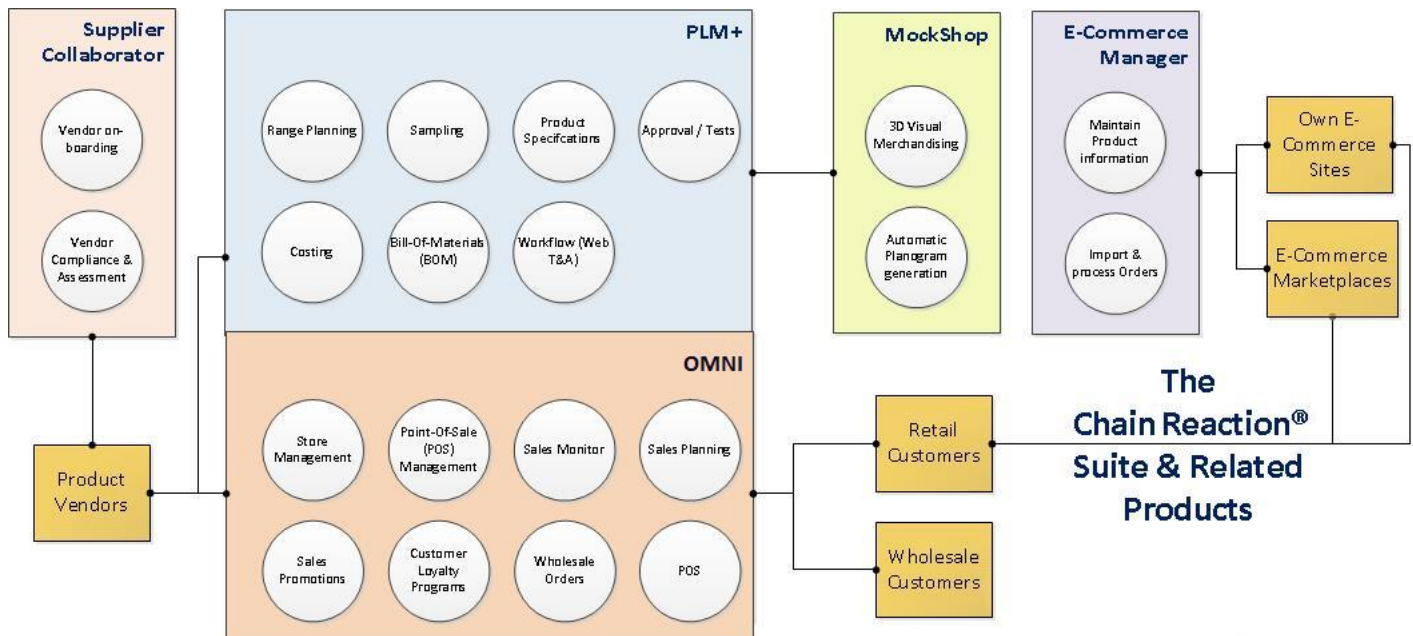 Supplier
Collaborator
Vendor on-
boarding
Vendor
Compliance &
Assessment
Product
Vendors
PLM+
Range Planning
Sampling
Product
Specifcations
Approval / Tests
Costing
Bill-Of-Materials
(BOM)
Workflow (Web
T&A)
OMNI
Store
Management
Point-Of-Sale
(POS)
Management
Sales Monitor
Sales Planning
Sales
Promotions
Customer
Loyalty
Programs
Wholesale
Orders
POS
MockShop
3D Visual
Merchandising
Automatic
Planogram
generation
E-Commerce
Manager
Maintain
Product
information
Import &
process Orders
Own E-
Commerce
Sites
E-Commerce
Marketplaces
Retail
Customers
Wholesale
Customers
The
Chain Reaction®
Suite & Related
Products